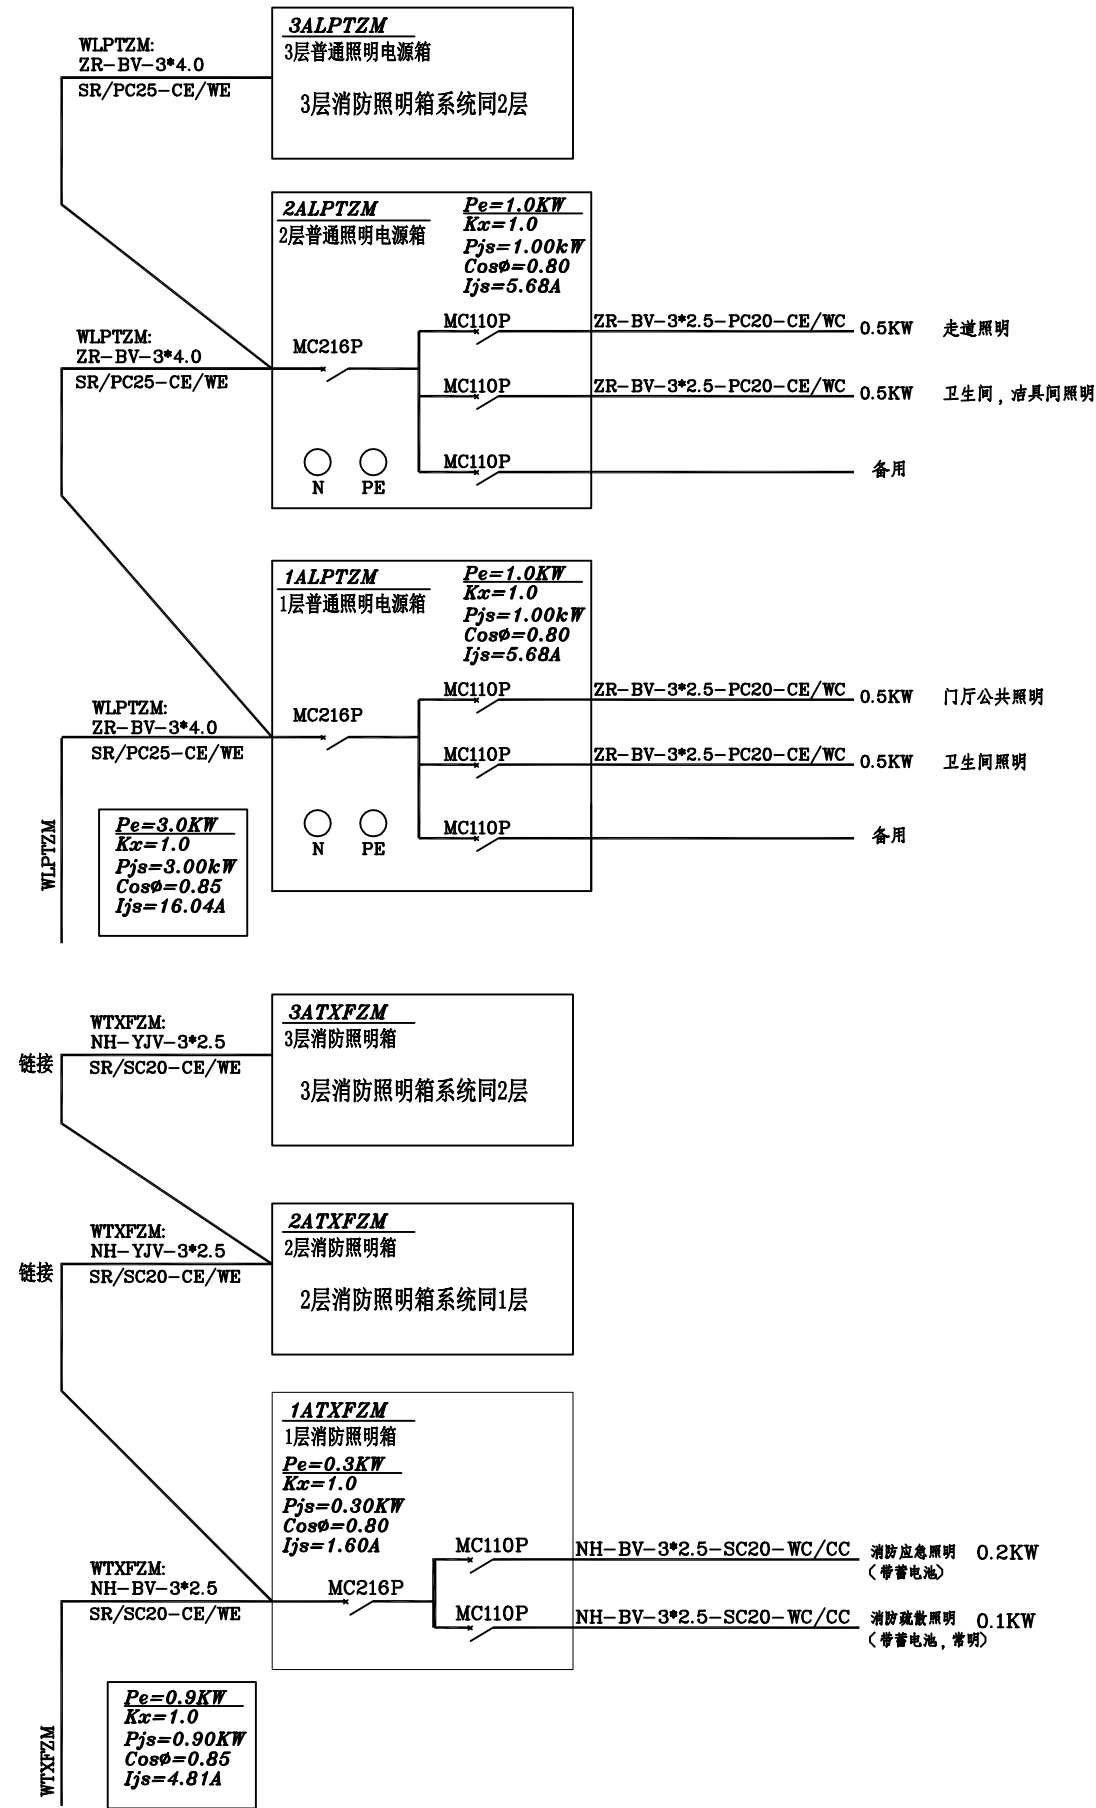 3ALPTZM
3层普通照明电源箱
3层消防照明箱系统同2层
WLPTZM:
ZR-BV-3*4.0
SR/PC25-CE/WE
2ALPTZM
2层普通照明电源箱
Pe=1.0KW
Kx=1.0
Pjs=1.00kW
Cosø=0.80
Ijs=5.68A
WLPTZM:
ZR-BV-3*4.0
SR/PC25-CE/WE
MC216P
MC110P
ZR-BV-3*2.5-PC20-CE/WC
0.5KW
走道照明
MC110P
ZR-BV-3*2.5-PC20-CE/WC
0.5KW
卫生间，洁具间照明
MC110P
备用
N
PE
1ALPTZM
1层普通照明电源箱
Pe=1.0KW
Kx=1.0
Pjs=1.00kW
Cosø=0.80
Ijs=5.68A
WLPTZM:
ZR-BV-3*4.0
SR/PC25-CE/WE
MC216P
MC110P
ZR-BV-3*2.5-PC20-CE/WC
0.5KW
门厅公共照明
MC110P
ZR-BV-3*2.5-PC20-CE/WC
0.5KW
卫生间照明
MC110P
备用
N
PE
WLPTZM
Pe=3.0KW
Kx=1.0
Pjs=3.00kW
Cosø=0.85
Ijs=16.04A
3ATXFZM
3层消防照明箱
3层消防照明箱系统同2层
WTXFZM:
NH-YJV-3*2.5
SR/SC20-CE/WE
链接
2ATXFZM
2层消防照明箱
2层消防照明箱系统同1层
WTXFZM:
NH-YJV-3*2.5
SR/SC20-CE/WE
链接
1ATXFZM
1层消防照明箱
Pe=0.3KW
Kx=1.0
Pjs=0.30KW
Cosø=0.80
Ijs=1.60A
WTXFZM:
NH-BV-3*2.5
SR/SC20-CE/WE
MC216P
MC110P
NH-BV-3*2.5-SC20-WC/CC
消防应急照明 0.2KW
（带蓄电池）
MC110P
NH-BV-3*2.5-SC20-WC/CC
消防疏散照明 0.1KW
（带蓄电池，常明）
WTXFZM
Pe=0.9KW
Kx=1.0
Pjs=0.90KW
Cosø=0.85
Ijs=4.81A